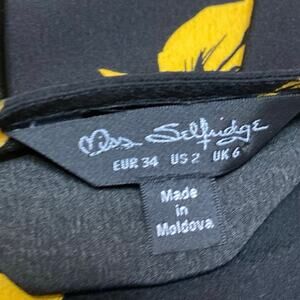 Miss Selfridge
EUR 34 US 2 UK 6
Made
in
Moldova